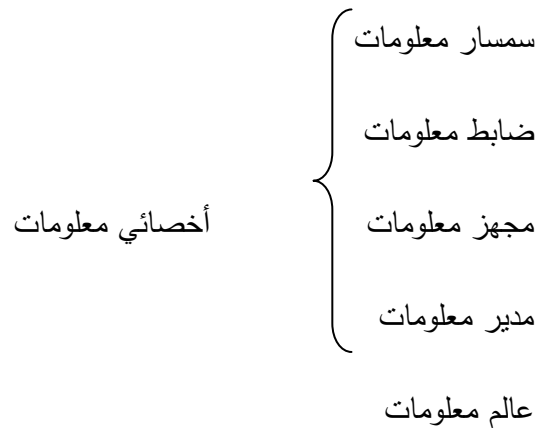 سمسار معلومات
ضابط معلومات
مجهز معلومات
أخصائي معلومات
مدير معلومات
عالم معلومات